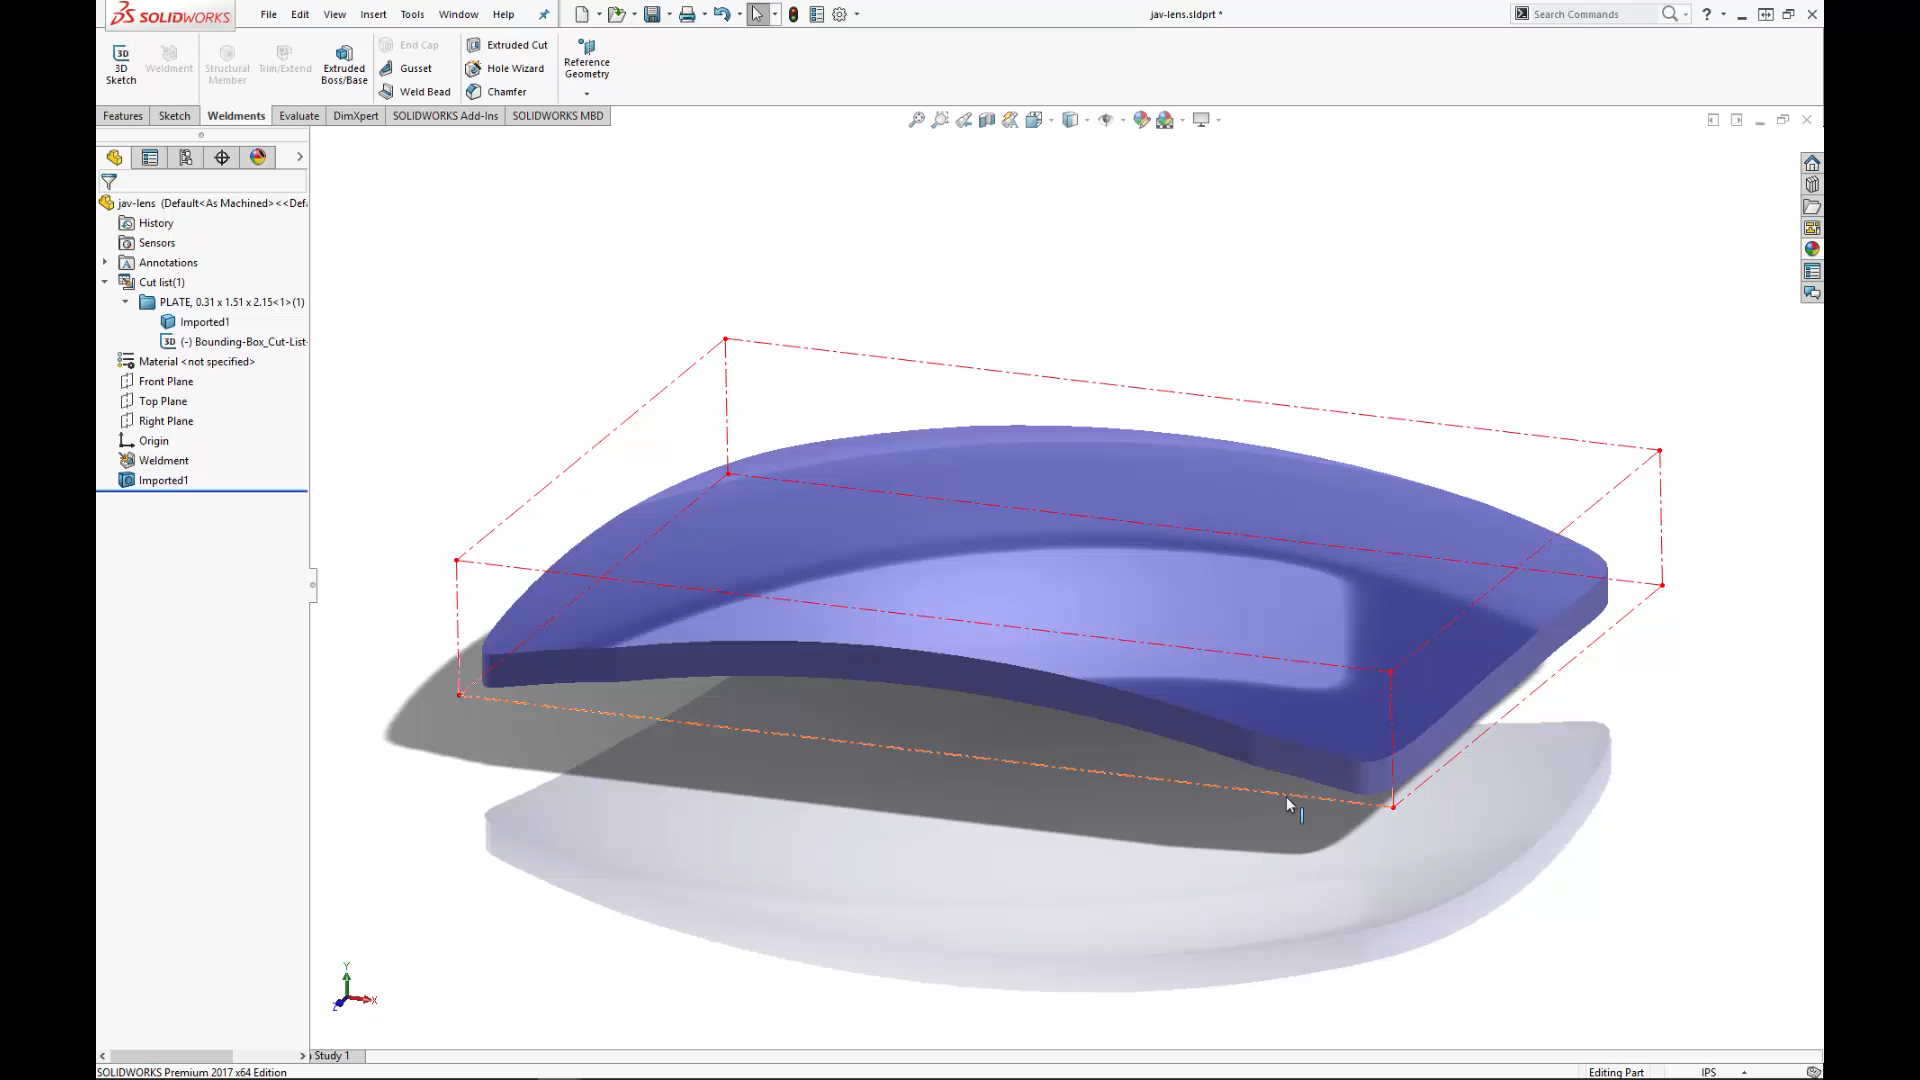 SOLIDWORKS
File Edit View Insert Tools Window Help
jav-lens.sldprt *
Search Commands
?
3D
3D Sketch
Weldment
Structural Member
Trim/Extend
Extruded Boss/Base
End Cap
Gusset
Weld Bead
Extruded Cut
Hole Wizard
Chamfer
Reference Geometry
Features Sketch Weldments Evaluate DimXpert SOLIDWORKS Add-Ins SOLIDWORKS MBD
jav-lens (Default<As Machined><<Def
History
Sensors
A Annotations
Cut list(1)
PLATE, 0.31 x 1.51 x 2.15<1>(1)
Imported1
3D (-) Bounding-Box_Cut-List-
Material <not specified>
Front Plane
Top Plane
Right Plane
Origin
Weldment
Imported1
Y
X
Z
Study 1
SOLIDWORKS Premium 2017 x64 Edition
Editing Part
IPS